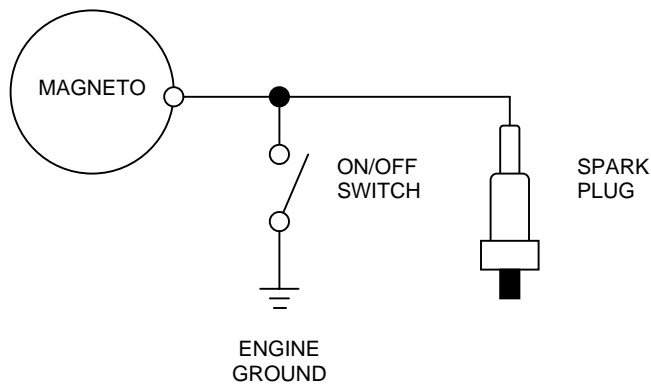 MAGNETO
ON/OFF
SWITCH
SPARK
PLUG
ENGINE
GROUND